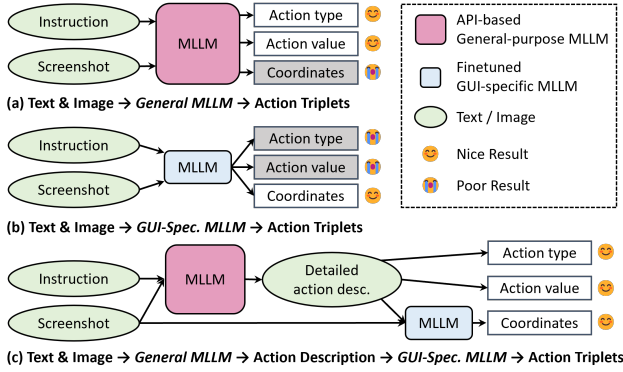 Instruction
Screenshot
MLLM
Action type
Action value
Coordinates
(a) Text & Image → General MLLM → Action Triplets
Instruction
Screenshot
MLLM
Action type
Action value
Coordinates
(b) Text & Image → GUI-Spec. MLLM → Action Triplets
API-based
General-purpose MLLM
Finetuned
GUI-specific MLLM
Text / Image
Nice Result
Poor Result
Instruction
Screenshot
MLLM
Detailed
action desc.
MLLM
Action type
Action value
Coordinates
(c) Text & Image → General MLLM → Action Description → GUI-Spec. MLLM → Action Triplets